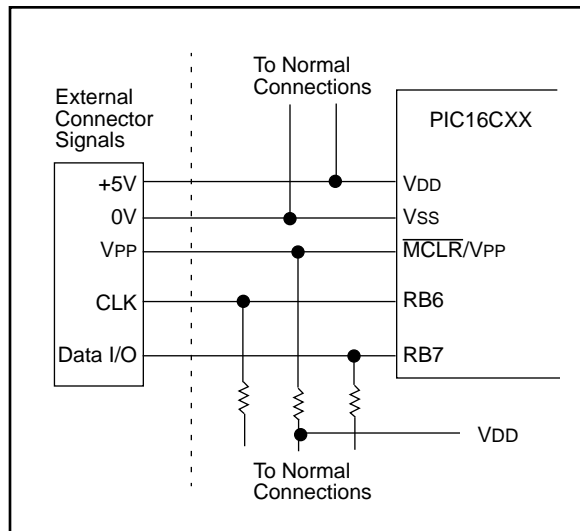 To Normal
Connections
External
Connector
Signals
PIC16CXX
+5V
VDD
0V
VSS
VPP
MCLR/VPP
CLK
RB6
Data I/O
RB7
VDD
To Normal
Connections